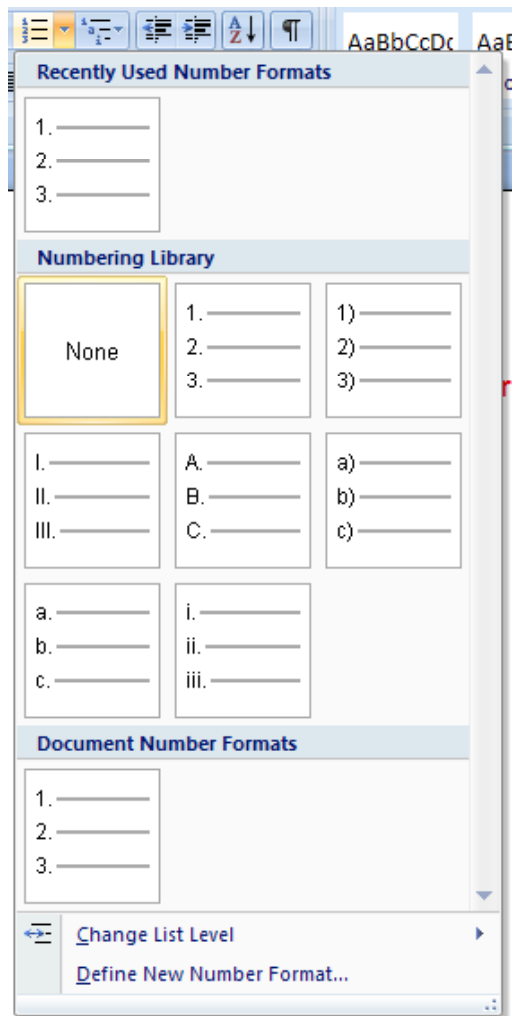 AaBbCcDc AaB
Recently Used Number Formats
1.
2.
3.
Numbering Library
None
1.
2.
3.
1)
2)
3)
I.
II.
III.
A.
B.
C.
a)
b)
c)
a.
b.
c.
i.
ii.
iii.
Document Number Formats
1.
2.
3.
Change List Level
Define New Number Format...